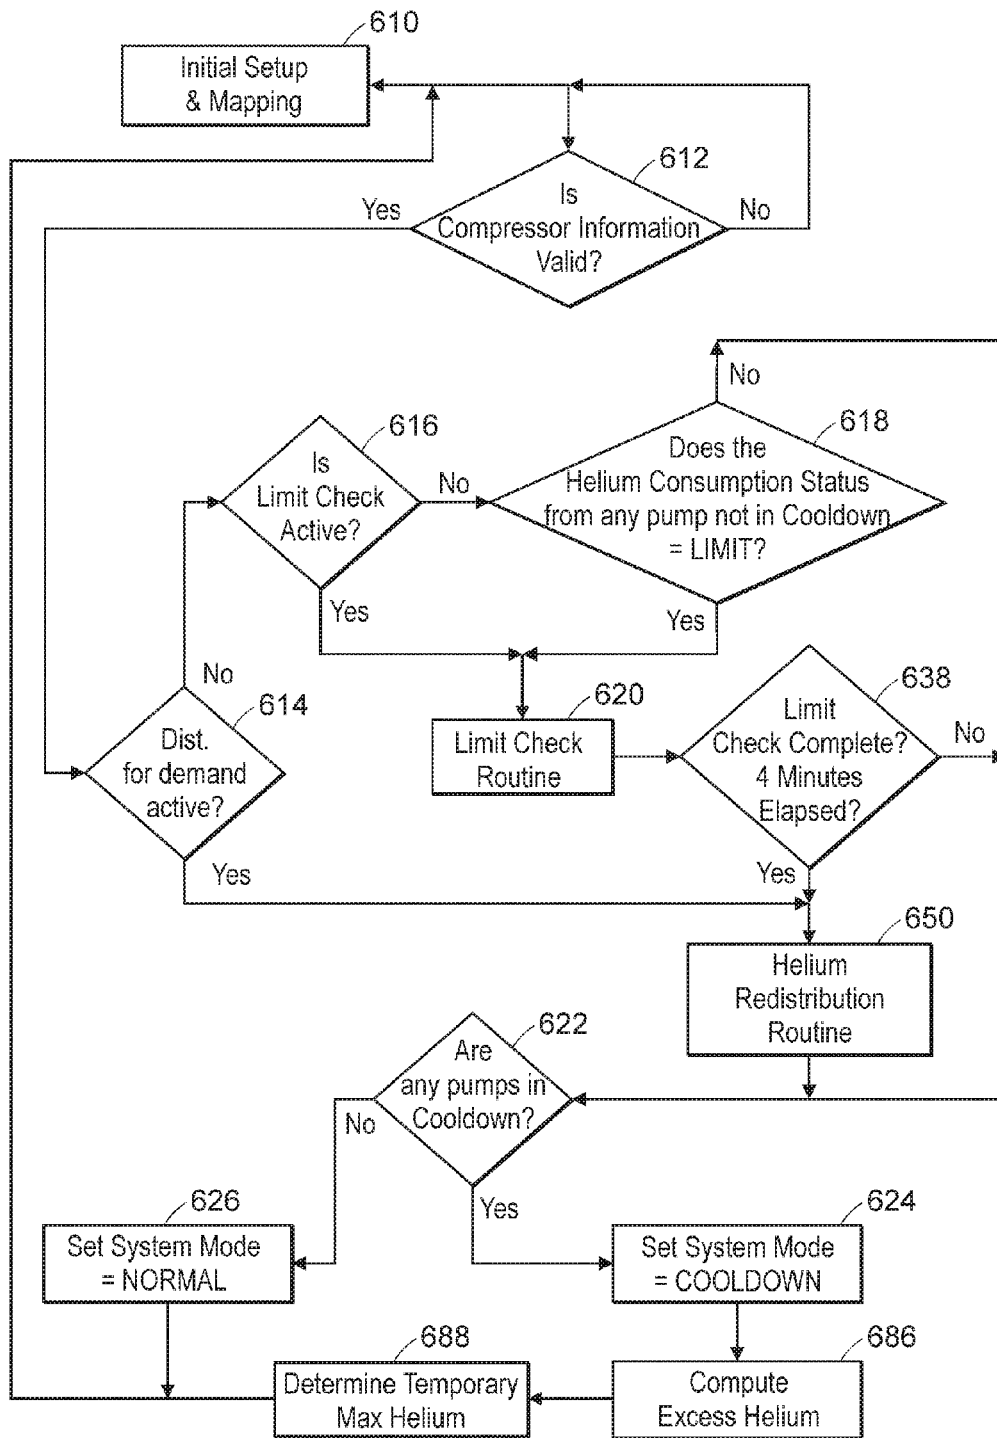 610
Initial Setup
& Mapping
612
Is
Compressor Information
Valid?
Yes
No
616
Is
Limit Check
Active?
No
Yes
618
Does the
Helium Consumption Status
from any pump not in Cooldown
= LIMIT?
No
Yes
614
Dist.
for demand
active?
No
Yes
620
Limit Check
Routine
638
Limit
Check Complete?
4 Minutes
Elapsed?
No
Yes
650
Helium
Redistribution
Routine
622
Are
any pumps in
Cooldown?
No
Yes
626
Set System Mode
= NORMAL
624
Set System Mode
= COOLDOWN
688
Determine Temporary
Max Helium
686
Compute
Excess Helium